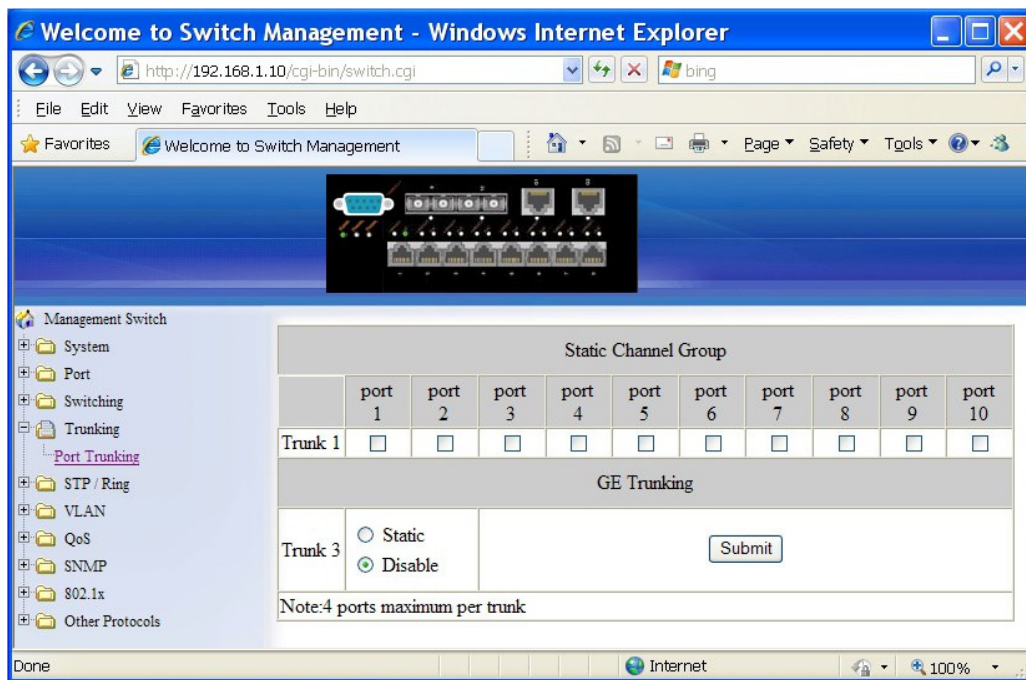 Welcome to Switch Management - Windows Internet Explorer
http://192.168.1.10/cgi-bin/switch.cgi
bing
File Edit View Favorites Tools Help
Favorites
Welcome to Switch Management
Page Safety Tools
Management Switch
System
Port
Switching
Trunking
Port Trunking
STP / Ring
VLAN
QoS
SNMP
802.1x
Other Protocols
Static Channel Group
port 1 port 2 port 3 port 4 port 5 port 6 port 7 port 8 port 9 port 10
Trunk 1
GE Trunking
Trunk 3
Static
Disable
Submit
Note:4 ports maximum per trunk
Done
Internet
100%